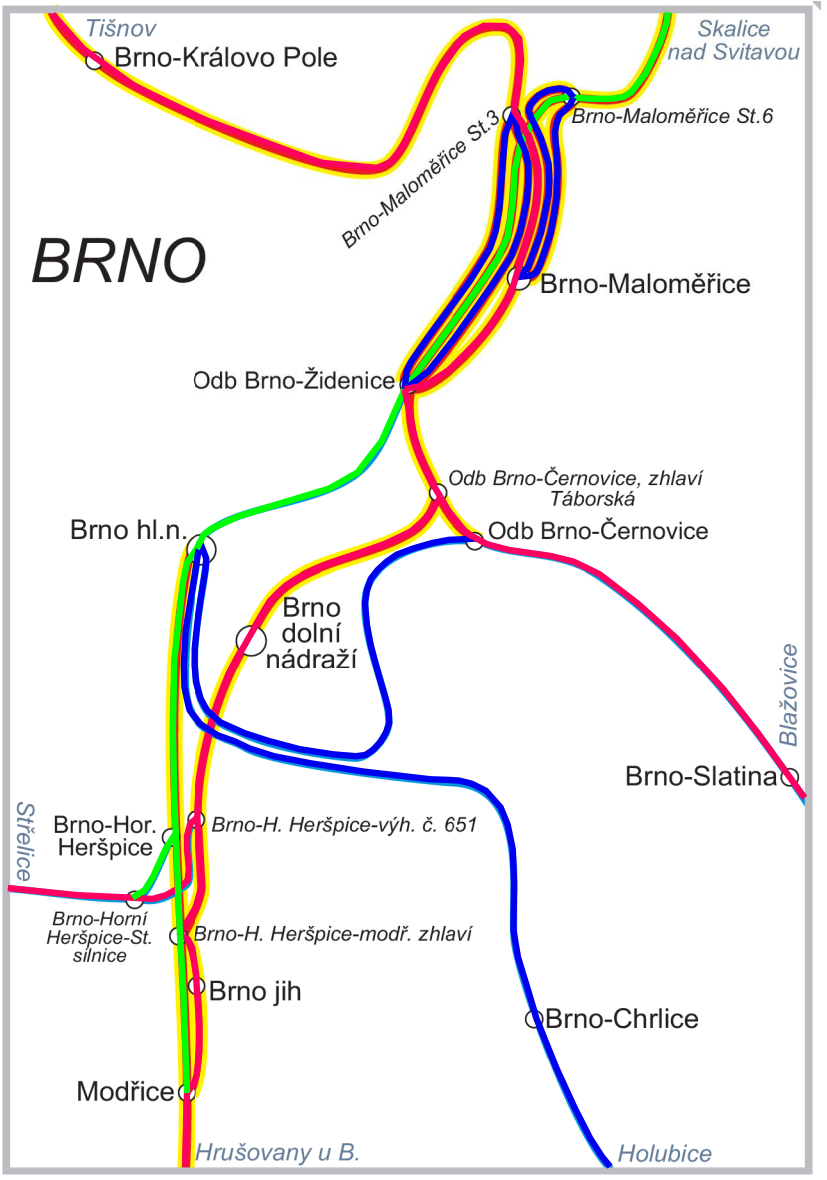 Tišnov
Skalice
nad Svitavou
Brno-Královo Pole
Brno-Maloměřice St.6
Brno-Maloměřice St.3
BRNO
Brno-Maloměřice
Odb Brno-Židenice
Odb Brno-Černovice, zhlaví
Táborská
Brno hl.n.
Odb Brno-Černovice
Brno
dolní
nádraží
Blažovice
Brno-Slatina
Střelice
Brno-Hor.
Heršpice
Brno-H. Heršpice-výh. č. 651
Brno-Horní
Heršpice-St.
silnice
Brno-H. Heršpice-modř. zhlaví
Brno jih
Brno-Chrlice
Modřice
Hrušovany u B.
Holubice